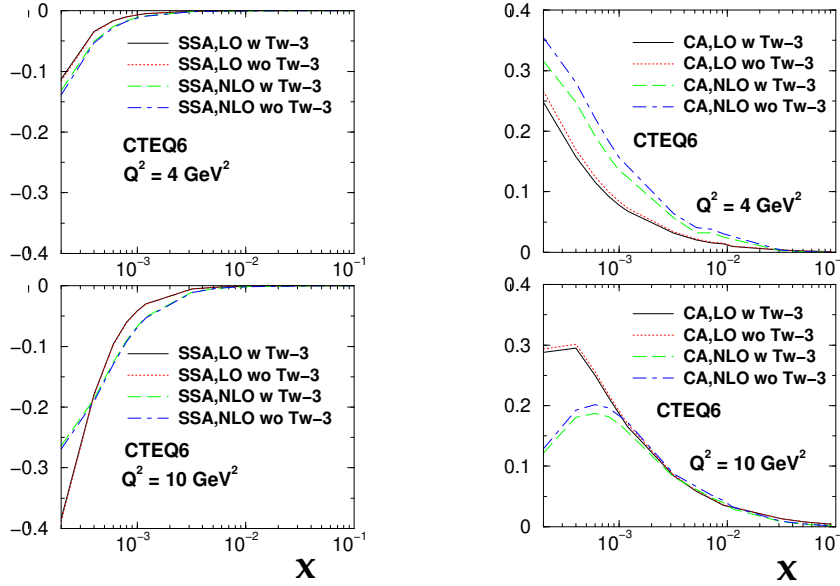 0
−0.1
−0.2
−0.3
−0.4
SSA,LO w Tw−3
SSA,LO wo Tw−3
SSA,NLO w Tw−3
SSA,NLO wo Tw−3
CTEQ6
Q² = 4 GeV²
10⁻³
10⁻²
10⁻¹
0.4
0.3
0.2
0.1
0
CA,LO w Tw−3
CA,LO wo Tw−3
CA,NLO w Tw−3
CA,NLO wo Tw−3
CTEQ6
Q² = 4 GeV²
10⁻³
10⁻²
10⁻¹
0
−0.1
−0.2
−0.3
−0.4
SSA,LO w Tw−3
SSA,LO wo Tw−3
SSA,NLO w Tw−3
SSA,NLO wo Tw−3
CTEQ6
Q² = 10 GeV²
10⁻³
10⁻²
10⁻¹
X
0.4
0.3
0.2
0.1
0
CA,LO w Tw−3
CA,LO wo Tw−3
CA,NLO w Tw−3
CA,NLO wo Tw−3
CTEQ6
Q² = 10 GeV²
10⁻³
10⁻²
10⁻¹
X